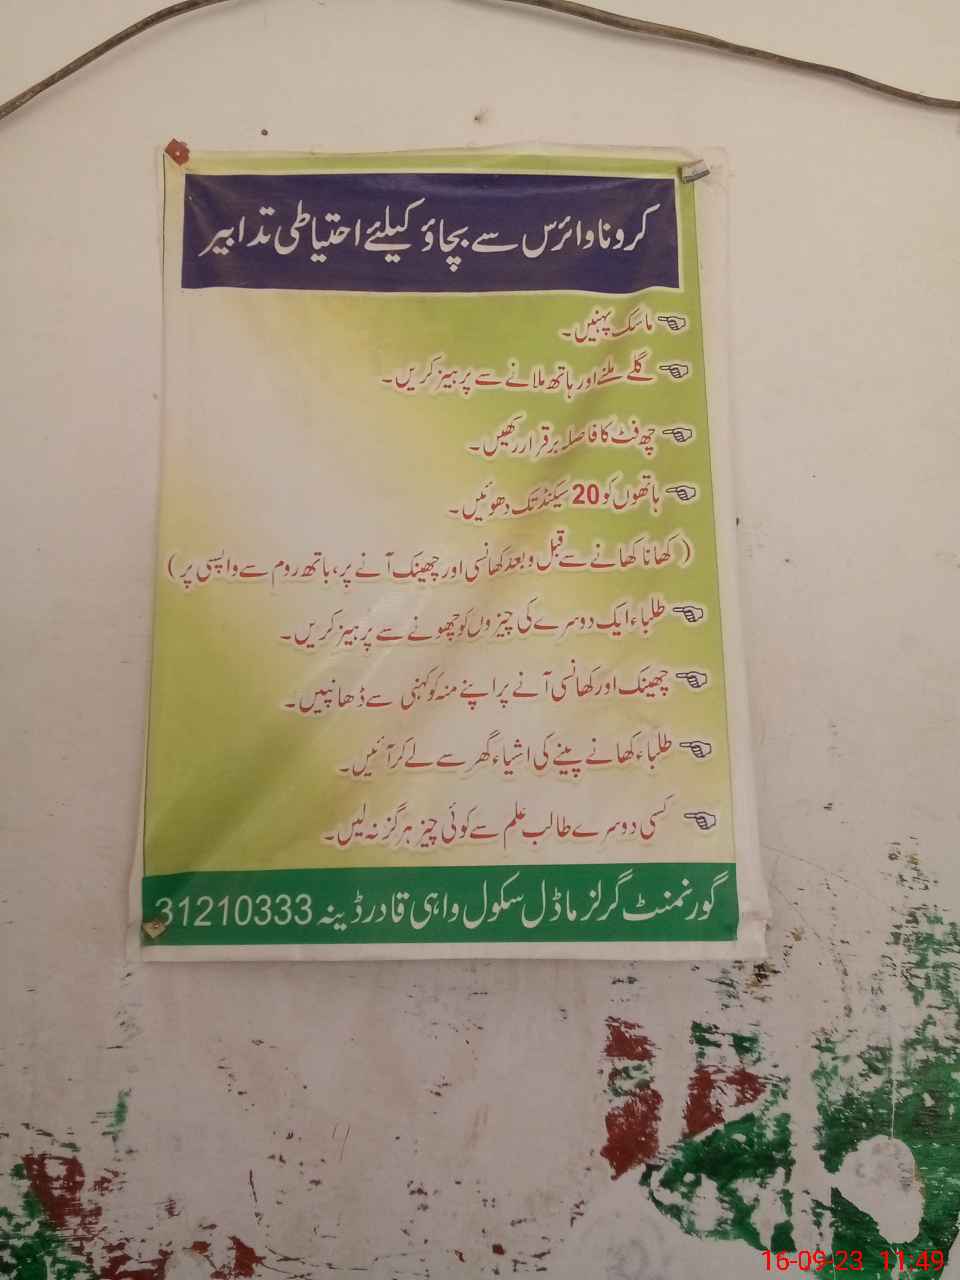 کرونا وائرس سے بچاؤ کیلئے احتیاطی تدابیر
ماسک پہنیں۔
گلے ملنے اور ہاتھ ملانے سے پرہیز کریں۔
چھ فٹ کا فاصلہ برقرار رکھیں۔
ہاتھوں کو 20 سیکنڈ تک دھوئیں۔
(کھانا کھانے سے قبل و بعد کھانسی اور چھینک آنے پر، باتھ روم سے واپسی پر)
طلباء ایک دوسرے کی چیزوں کو چھونے سے پرہیز کریں۔
چھینک اور کھانسی آنے پر اپنے منہ کو کہنی سے ڈھانپیں۔
طلباء کھانے پینے کی اشیاء گھر سے لے کر آئیں۔
کسی دوسرے طالب علم سے کوئی چیز ہرگز نہ لیں۔
گورنمنٹ گرلز ماڈل سکول واہی قادر ڈینہ 31210333
16-09-23 11:49